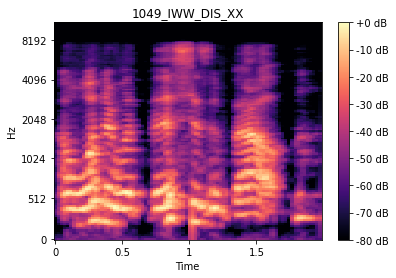 1049_IWW_DIS_XX
8192
4096
2048
1024
512
0
Hz
0
0.5
1
1.5
Time
+0 dB
-10 dB
-20 dB
-30 dB
-40 dB
-50 dB
-60 dB
-70 dB
-80 dB